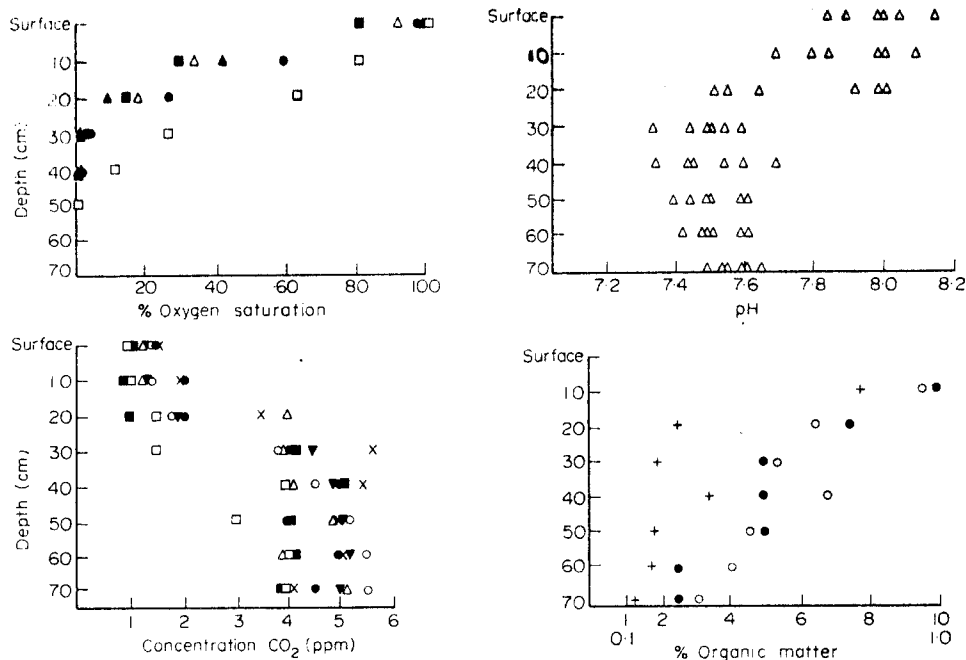 Surface
10
20
30
40
50
60
70
Depth (cm)
20 40 60 80 100
% Oxygen saturation
Surface
10
20
30
40
50
60
70
7·2 7·4 7·6 7·8 8·0 8·2
pH
Surface
10
20
30
40
50
60
70
Depth (cm)
1 2 3 4 5 6
Concentration CO₂ (ppm)
Surface
10
20
30
40
50
60
70
1 2 4 6 8 10
0·1 1·0
% Organic matter